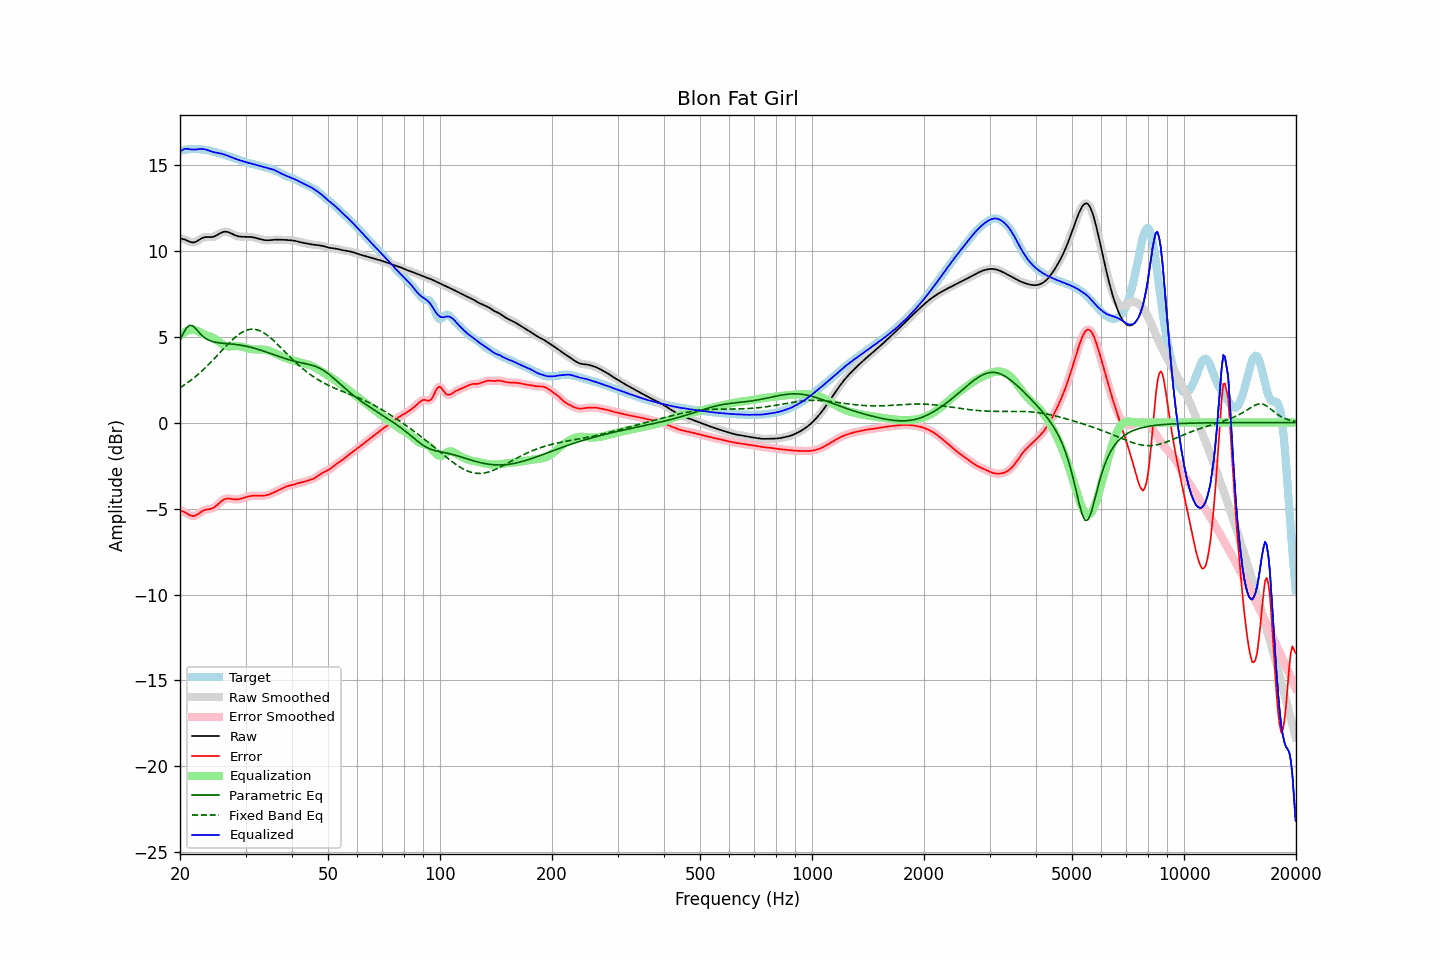 Blon Fat Girl
15
10
5
0
−5
−10
−15
−20
−25
Amplitude (dBr)
Target
Raw Smoothed
Error Smoothed
Raw
Error
Equalization
Parametric Eq
Fixed Band Eq
Equalized
20 50 100 200 500 1000 2000 5000 10000 20000
Frequency (Hz)